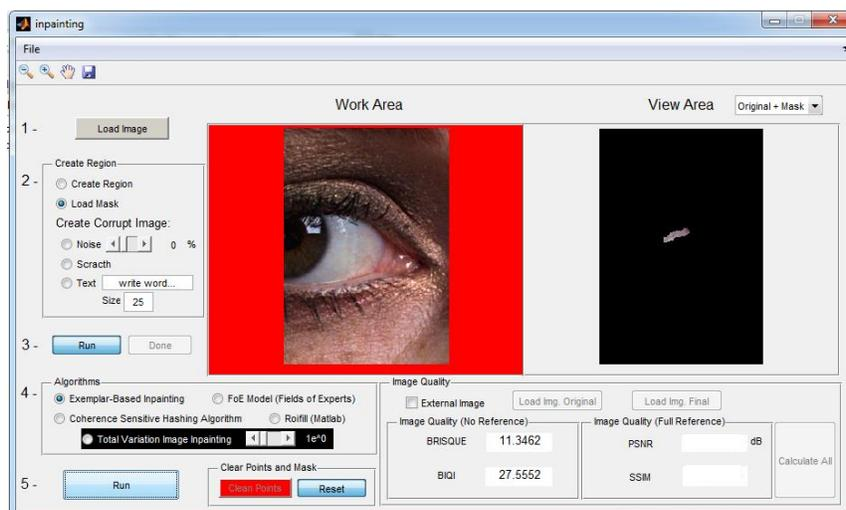 inpainting
File
Work Area
View Area
Original + Mask
1 -
Load Image
Create Region
2 -
Create Region
Load Mask
Create Corrupt Image:
Noise
0 %
Scracth
Text
write word...
Size
25
3 -
Run
Done
4 -
Algorithms
Exemplar-Based Inpainting
FoE Model (Fields of Experts)
Coherence Sensitive Hashing Algorithm
Roifill (Matlab)
Total Variation Image Inpainting
1e^0
Image Quality
External Image
Load Img. Original
Load Img. Final
Image Quality (No Reference)
BRISQUE
11.3462
BIQI
27.5552
Image Quality (Full Reference)
PSNR
dB
SSIM
Calculate All
5 -
Run
Clear Points and Mask
Clean Points
Reset